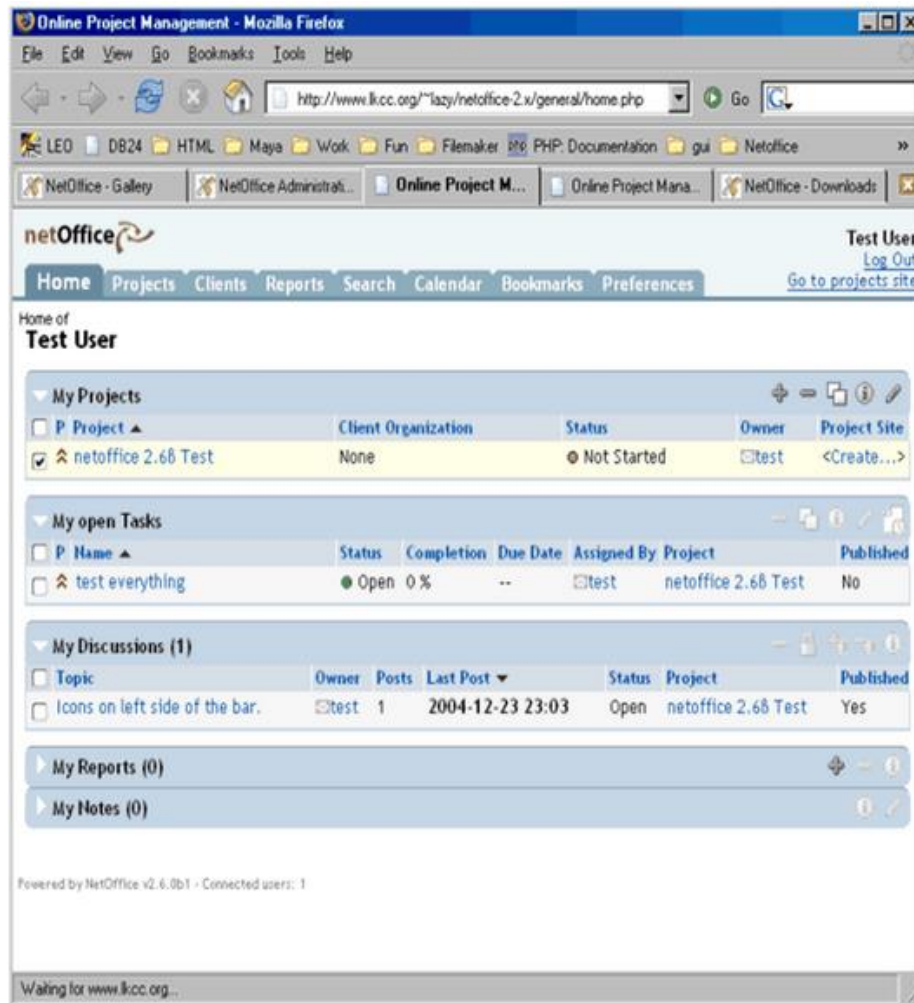 Online Project Management - Mozilla Firefox
File Edit View Go Bookmarks Tools Help
http://www.lkcc.org/~lazy/netoffice-2.x/general/home.php Go
LEO DB24 HTML Maya Work Fun Filemaker PHP: Documentation gui Netoffice »
NetOffice - Gallery NetOffice Administrati... Online Project M... Online Project Mana... NetOffice - Downloads
netOffice
Test User
Log Out
Go to projects site
Home Projects Clients Reports Search Calendar Bookmarks Preferences
Home of
Test User
My Projects
P Project Client Organization Status Owner Project Site
netoffice 2.6ß Test None Not Started test <Create...>
My open Tasks
P Name Status Completion Due Date Assigned By Project Published
test everything Open 0 % -- test netoffice 2.6ß Test No
My Discussions (1)
Topic Owner Posts Last Post Status Project Published
Icons on left side of the bar. test 1 2004-12-23 23:03 Open netoffice 2.6ß Test Yes
My Reports (0)
My Notes (0)
Powered by NetOffice v2.6.0b1 - Connected users: 1
Waiting for www.lkcc.org...